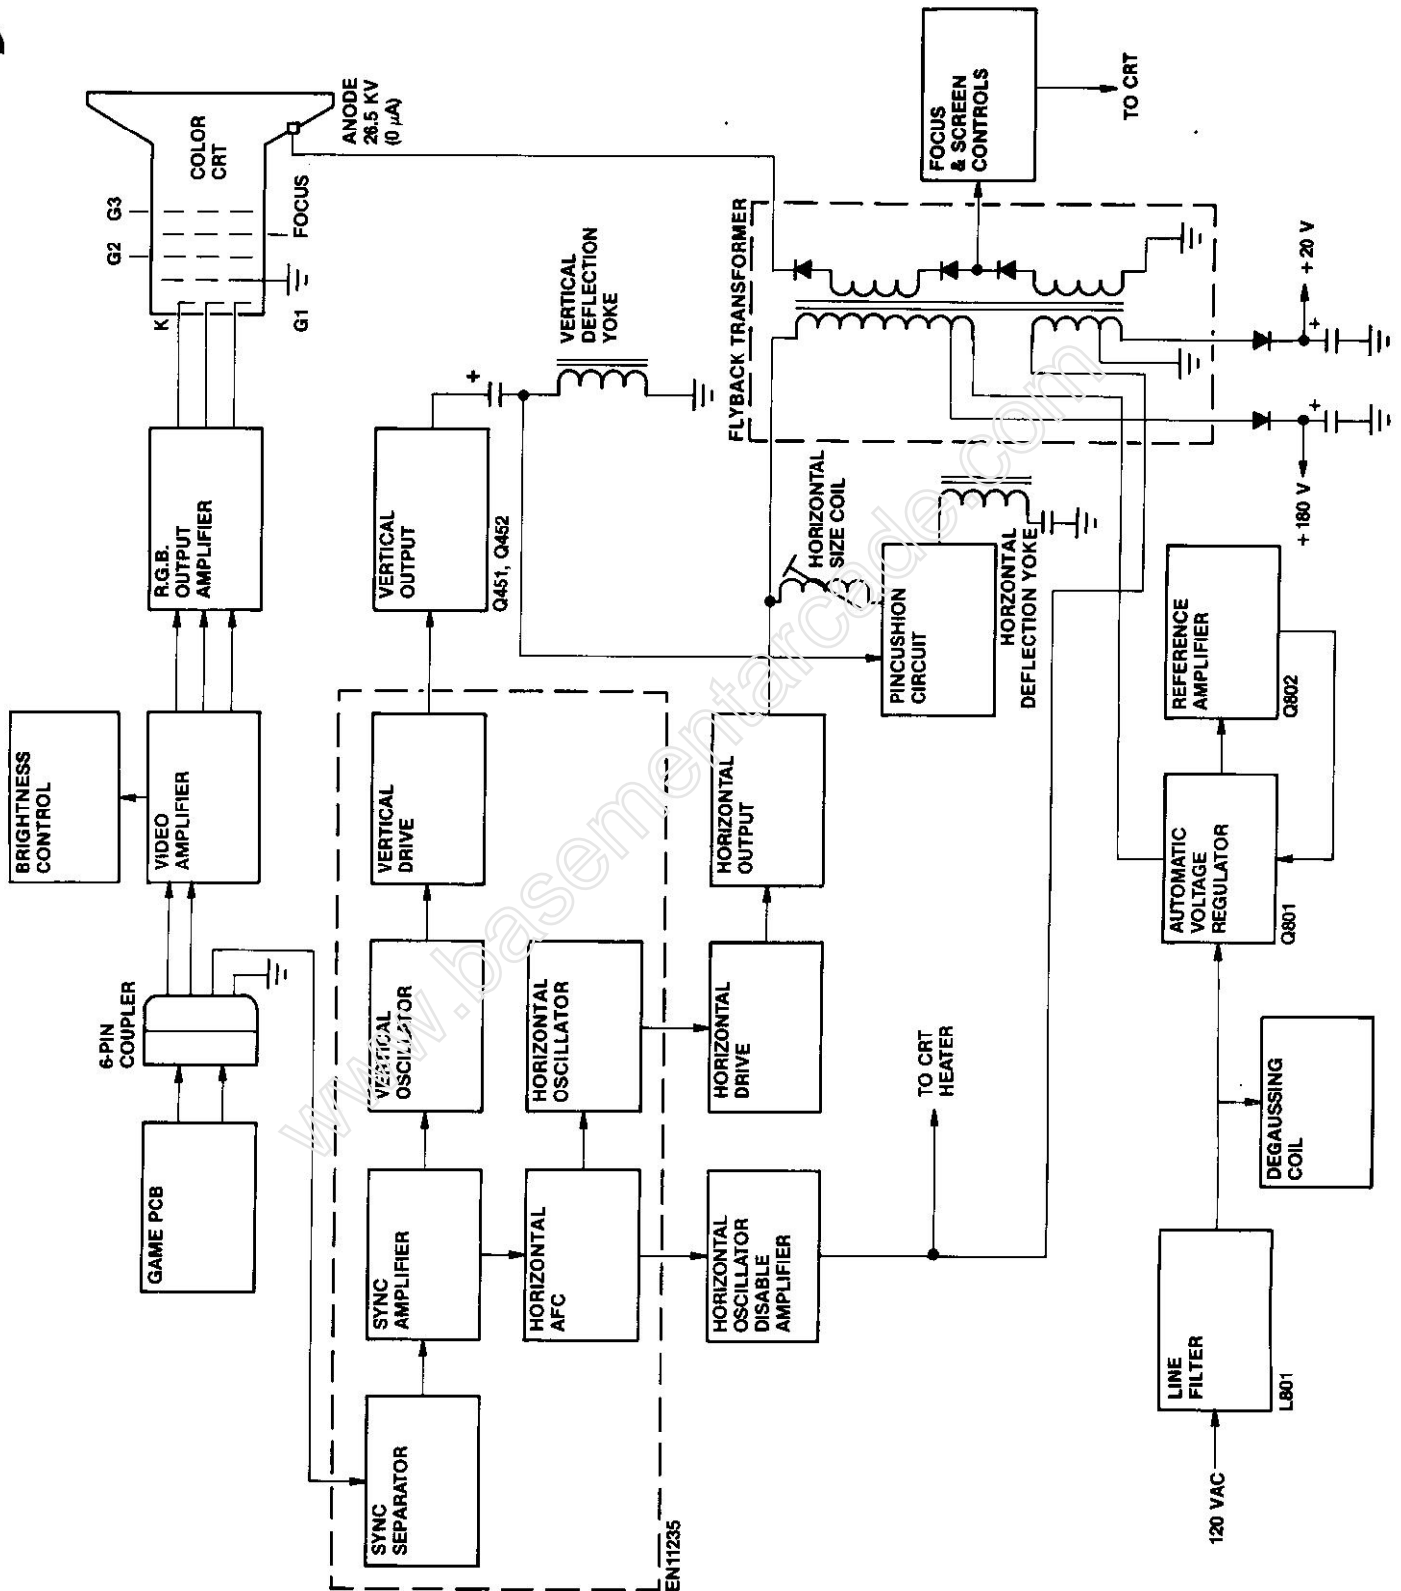 COLOR
CRT
G3
G2
FOCUS
K
G1
ANODE
26.5 KV
(0 µA)
FOCUS
& SCREEN
CONTROLS
TO CRT
R.G.B.
OUTPUT
AMPLIFIER
BRIGHTNESS
CONTROL
VIDEO
AMPLIFIER
6-PIN
COUPLER
GAME PCB
VERTICAL
OUTPUT
Q451, Q452
VERTICAL
DEFLECTION
YOKE
+
FLYBACK TRANSFORMER
+ 20 V
+
+ 180 V
+
HORIZONTAL
SIZE COIL
PINCUSHION
CIRCUIT
HORZONTAL
DEFLECTION YOKE
VERTICAL
DRIVE
VERTICAL
OSCILLATOR
SYNC
AMPLIFIER
SYNC
SEPARATOR
HORIZONTAL
OSCILLATOR
HORIZONTAL
AFC
EN11235
HORIZONTAL
OUTPUT
HORIZONTAL
DRIVE
HORIZONTAL
OSCILLATOR
DISABLE
AMPLIFIER
TO CRT
HEATER
REFERENCE
AMPLIFIER
Q802
AUTOMATIC
VOLTAGE
REGULATOR
Q801
DEGAUSSING
COIL
LINE
FILTER
L801
120 VAC
www.basementarcade.com